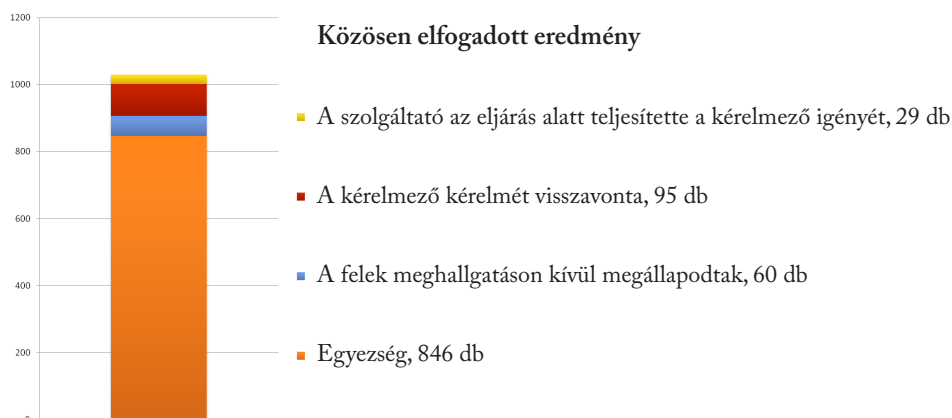 Közösen elfogadott eredmény
1200
1000
800
600
400
200
A szolgáltató az eljárás alatt teljesítette a kérelmező igényét, 29 db
A kérelmező kérelmét visszavonta, 95 db
A felek meghallgatáson kívül megállapodtak, 60 db
Egyezség, 846 db